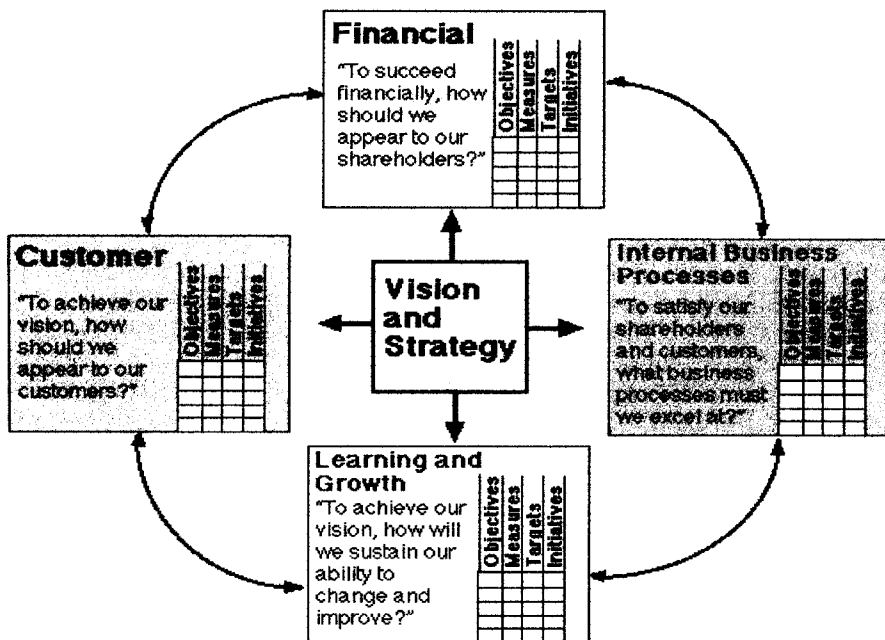 Financial
"To succeed
financially, how
should we
appear to our
shareholders?"
Objectives
Measures
Targets
Initiatives
Customer
"To achieve our
vision, how
should we
appear to our
customers?"
Objectives
Measures
Targets
Initiatives
Vision
and
Strategy
Internal Business
Processes
"To satisfy our
shareholders
and customers,
what business
processes must
we excel at?"
Objectives
Measures
Targets
Initiatives
Learning and
Growth
"To achieve our
vision, how will
we sustain our
ability to
change and
improve?"
Objectives
Measures
Targets
Initiatives